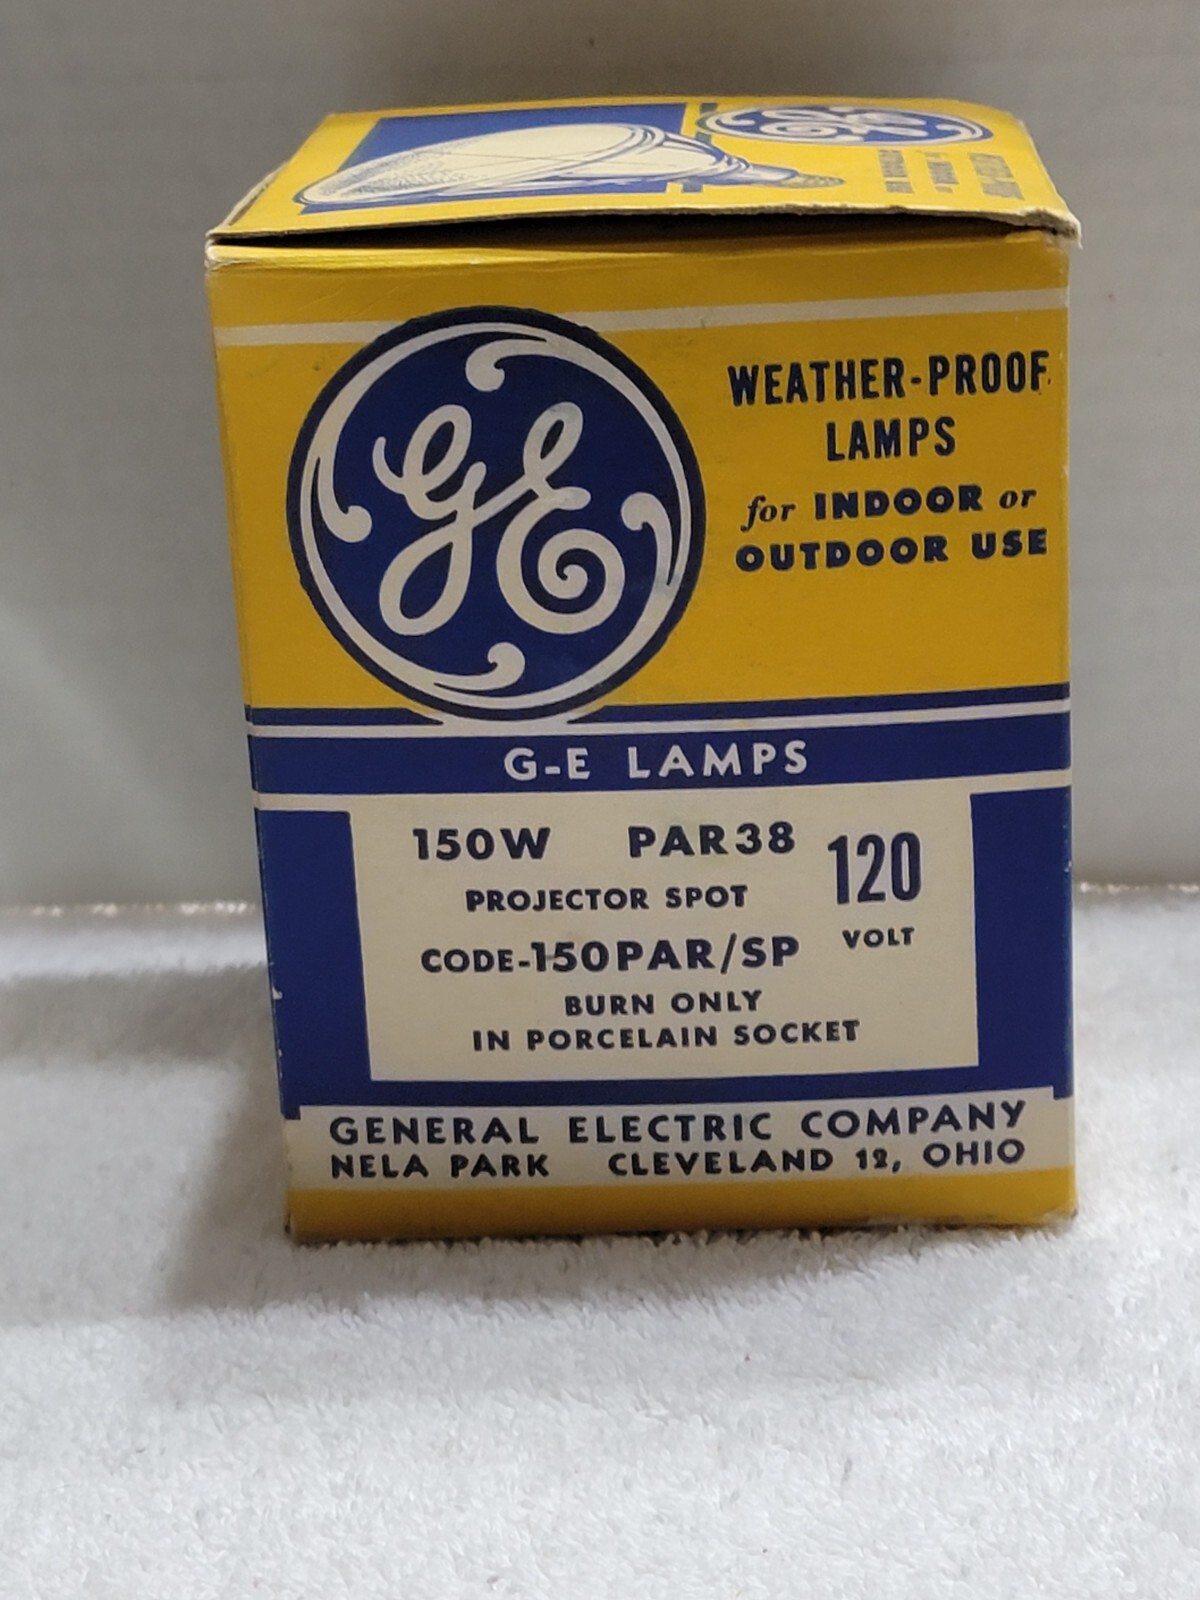 GE
WEATHER-PROOF
LAMPS
for INDOOR or
OUTDOOR USE
G-E LAMPS
150W PAR38
120
VOLT
PROJECTOR SPOT
CODE-150PAR/SP
BURN ONLY
IN PORCELAIN SOCKET
GENERAL ELECTRIC COMPANY
NELA PARK CLEVELAND 12, OHIO